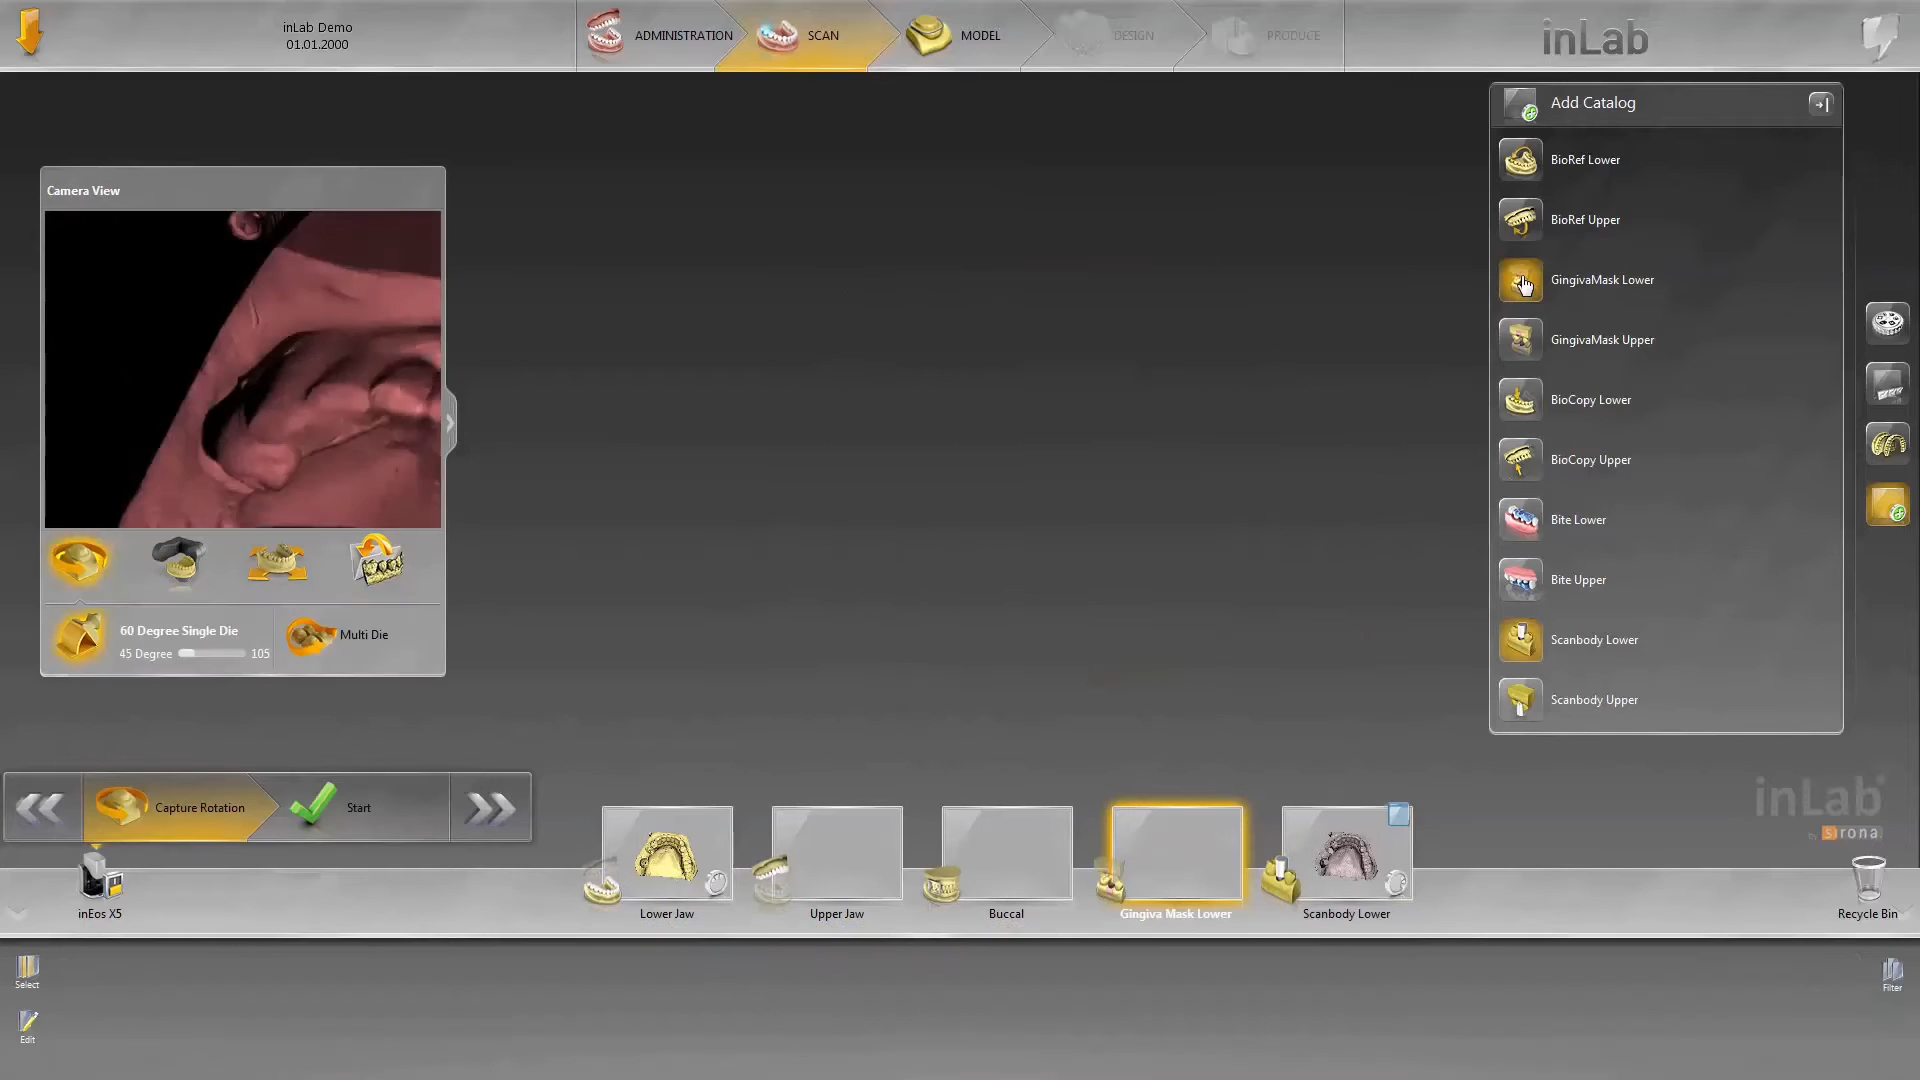 inLab Demo
01.01.2000
ADMINISTRATION
SCAN
MODEL
DESIGN
PRODUCE
inLab
Add Catalog
BioRef Lower
BioRef Upper
GingivaMask Lower
GingivaMask Upper
BioCopy Lower
BioCopy Upper
Bite Lower
Bite Upper
Scanbody Lower
Scanbody Upper
Camera View
60 Degree Single Die
45 Degree
105
Multi Die
Capture Rotation
Start
inEos X5
Lower Jaw
Upper Jaw
Buccal
Gingiva Mask Lower
Scanbody Lower
inLab
by sirona
Recycle Bin
Select
Edit
Filter